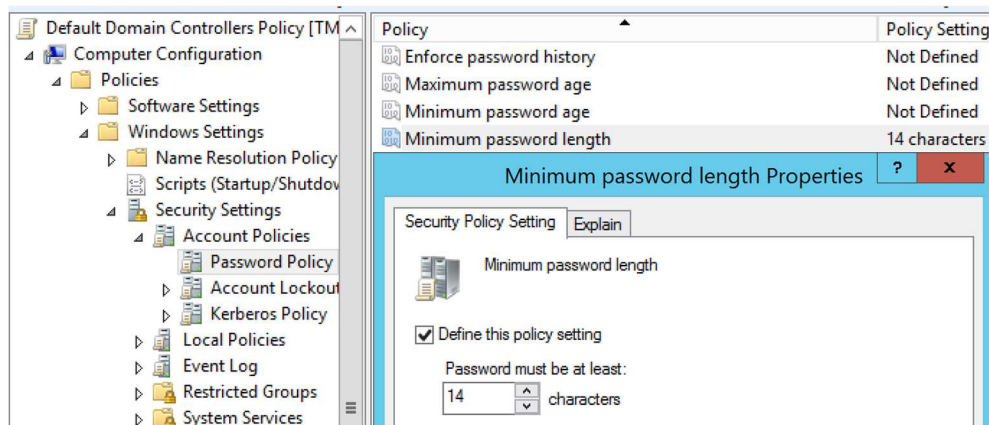 Default Domain Controllers Policy [TM
Computer Configuration
Policies
Software Settings
Windows Settings
Name Resolution Policy
Scripts (Startup/Shutdov
Security Settings
Account Policies
Password Policy
Account Lockout
Kerberos Policy
Local Policies
Event Log
Restricted Groups
System Services
Policy Policy Setting
Enforce password history Not Defined
Maximum password age Not Defined
Minimum password age Not Defined
Minimum password length 14 characters
Minimum password length Properties ? x
Security Policy Setting Explain
Minimum password length
Define this policy setting
Password must be at least:
14 characters